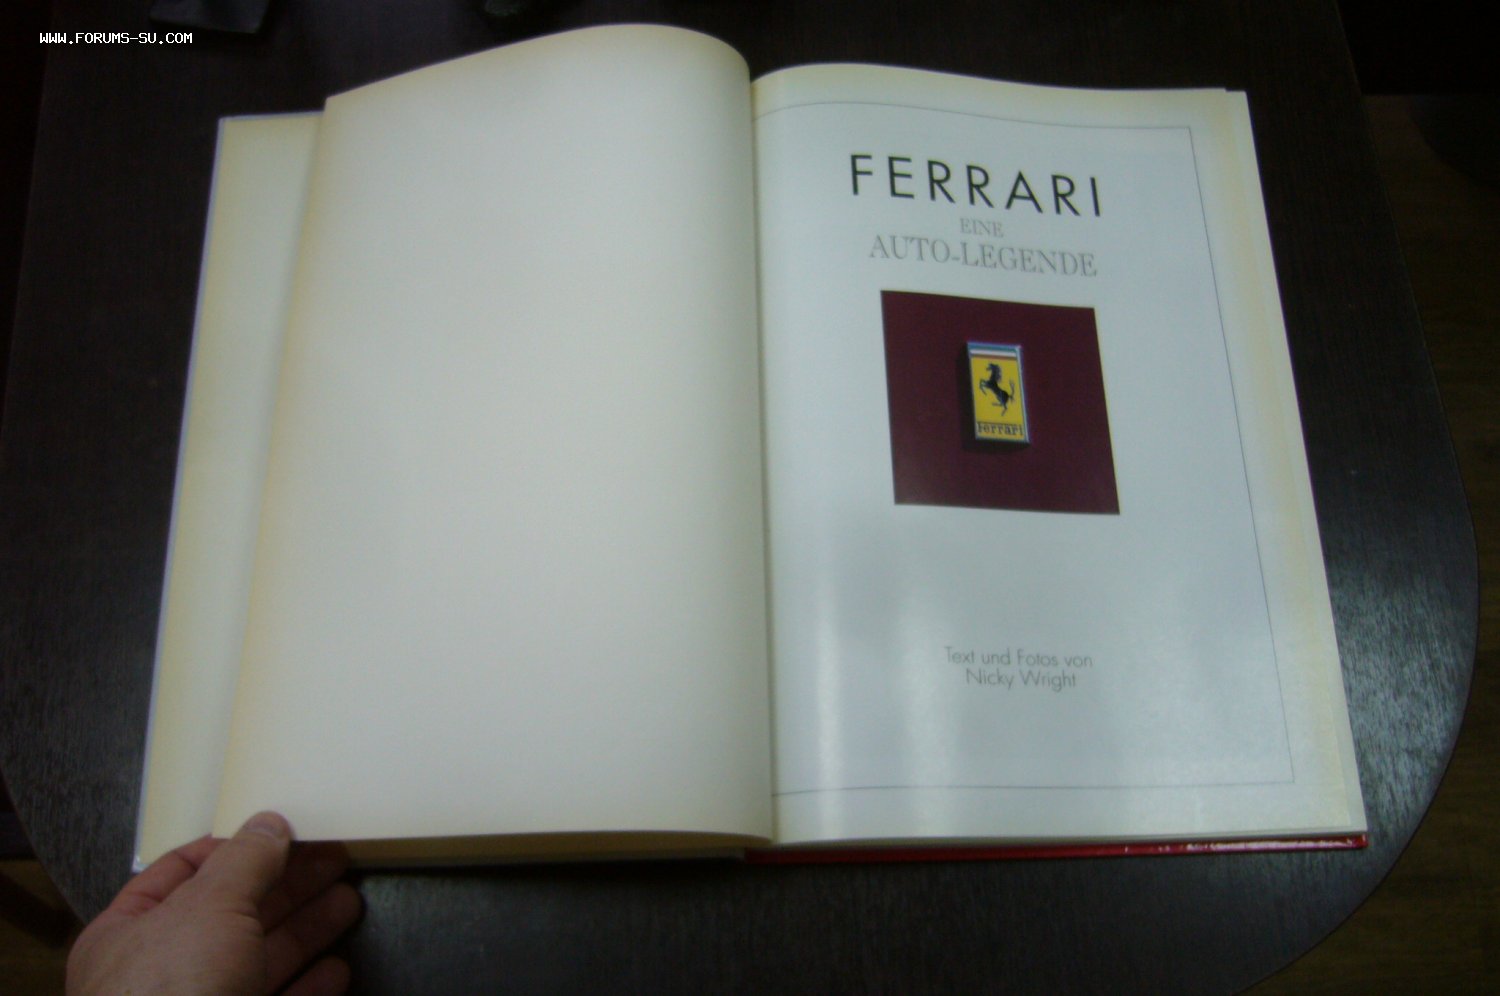 WWW.FORUMS-SU.COM
FERRARI
EINE
AUTO-LEGENDE
Ferrari
Text und Fotos von
Nicky Wright